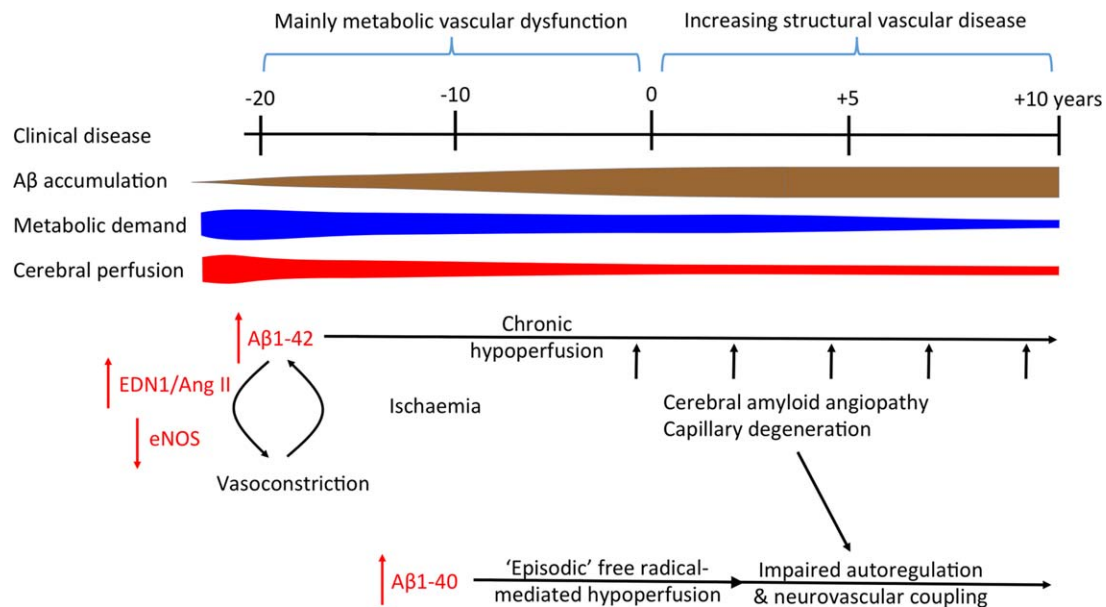 Mainly metabolic vascular dysfunction
Increasing structural vascular disease
-20
-10
0
+5
+10 years
Clinical disease
Aβ accumulation
Metabolic demand
Cerebral perfusion
Aβ1-42
Chronic
hypoperfusion
EDN1/Ang II
eNOS
Vasoconstriction
Ischaemia
Cerebral amyloid angiopathy
Capillary degeneration
Aβ1-40
‘Episodic’ free radical-
mediated hypoperfusion
Impaired autoregulation
& neurovascular coupling